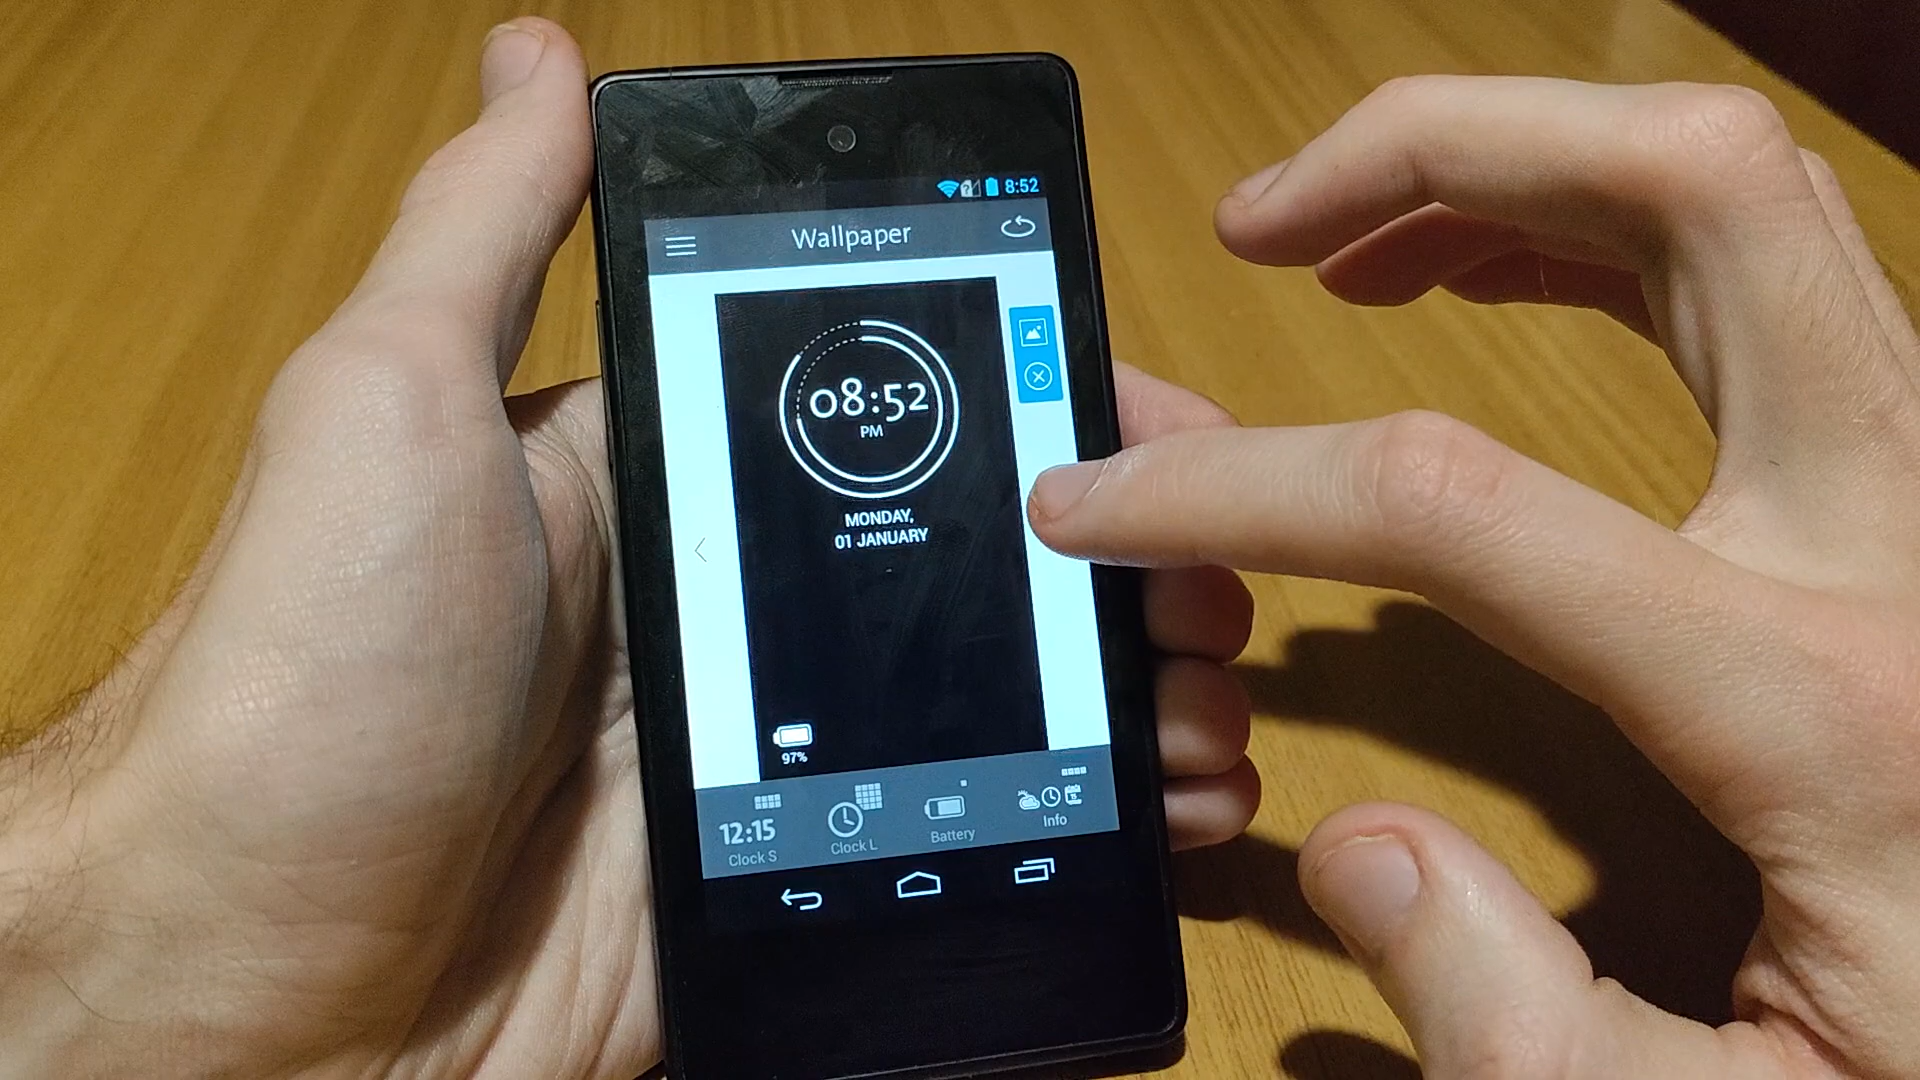 8:52
Wallpaper
08:52
PM
MONDAY,
01 JANUARY
97%
12:15
Clock S
Clock L
Battery
Info